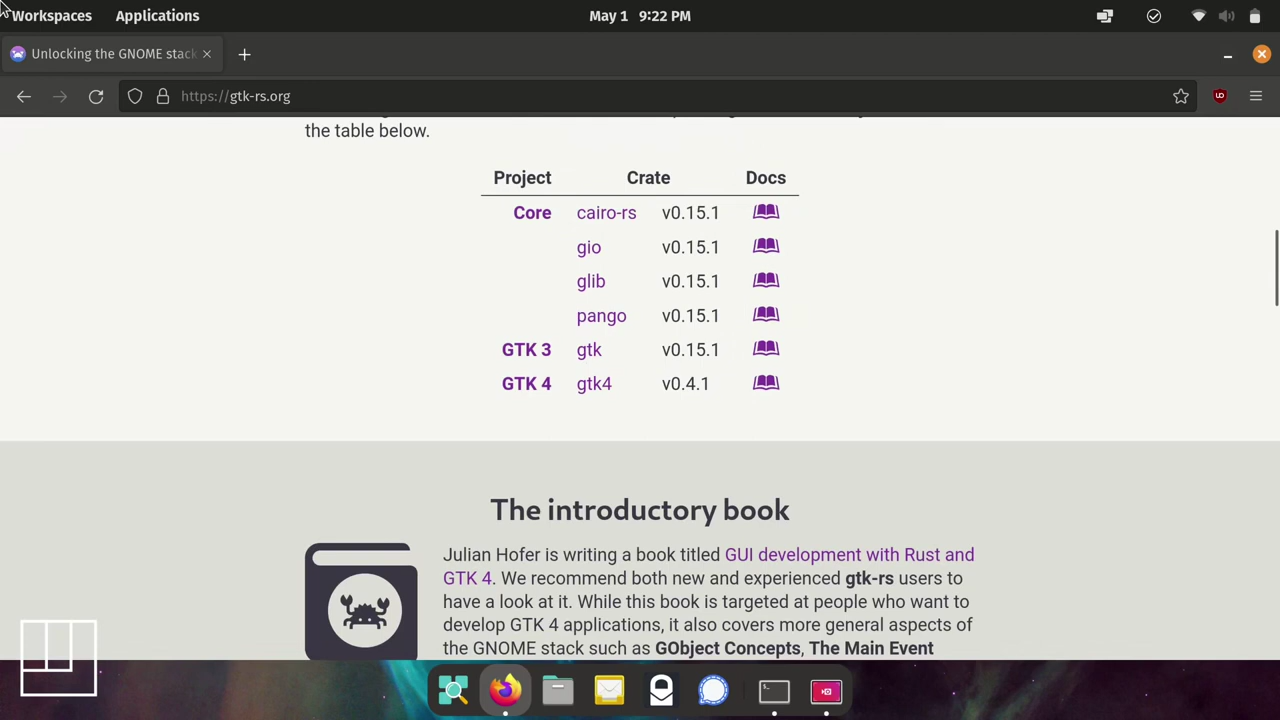 Workspaces Applications May 1 9:22 PM
Unlocking the GNOME stack
https://gtk-rs.org
the table below.
Project Crate Docs
Core cairo-rs v0.15.1
gio v0.15.1
glib v0.15.1
pango v0.15.1
GTK 3 gtk v0.15.1
GTK 4 gtk4 v0.4.1
The introductory book
Julian Hofer is writing a book titled GUI development with Rust and
GTK 4. We recommend both new and experienced gtk-rs users to
have a look at it. While this book is targeted at people who want to
develop GTK 4 applications, it also covers more general aspects of
the GNOME stack such as GObject Concepts, The Main Event